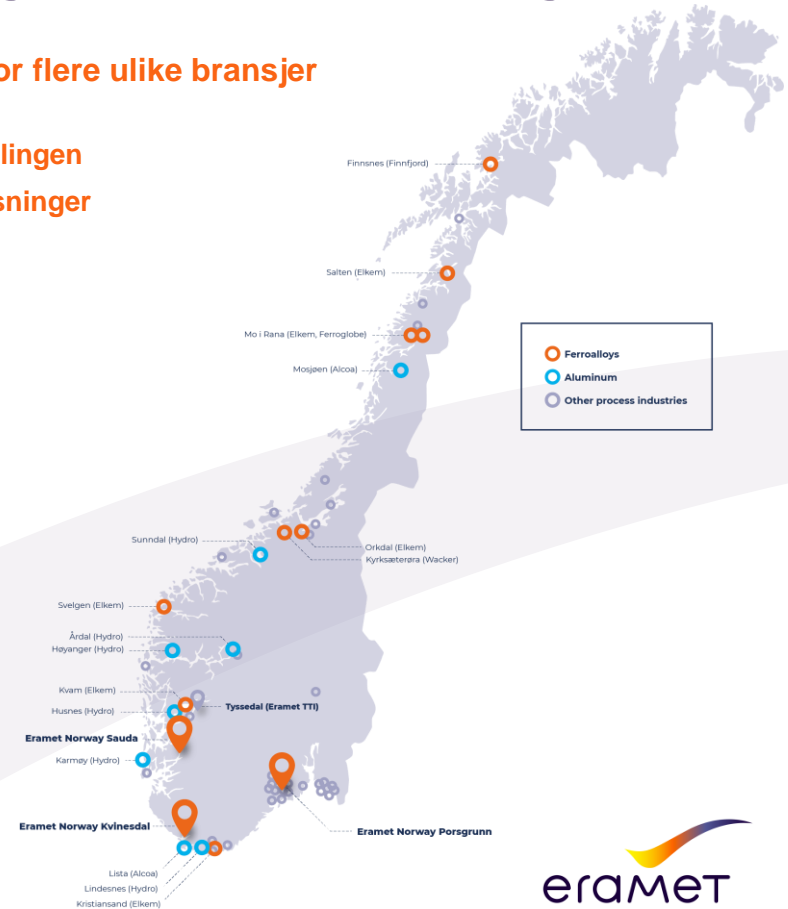 or flere ulike bransjer
lingen
sninger
Finnsnes (Finnfjord)
Salten (Elkem)
Mo i Rana (Elkem, Ferroglobe)
Mosjøen (Alcoa)
Ferroalloys
Aluminum
Other process industries
Sunndal (Hydro)
Orkdal (Elkem)
Kyrksæterøra (Wacker)
Svelgen (Elkem)
Årdal (Hydro)
Høyanger (Hydro)
Kvam (Elkem)
Husnes (Hydro)
Tyssedal (Eramet TTI)
Eramet Norway Sauda
Karmøy (Hydro)
Eramet Norway Kvinesdal
Eramet Norway Porsgrunn
Lista (Alcoa)
Lindesnes (Hydro)
Kristiansand (Elkem)
eramet